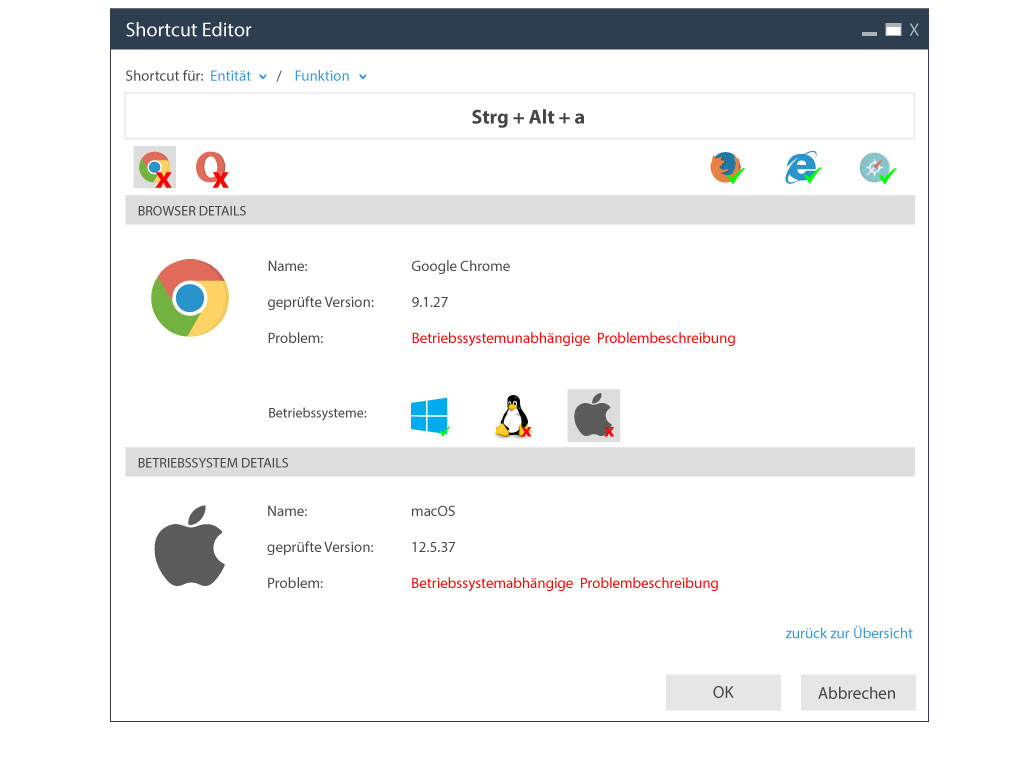 Shortcut Editor
X
Shortcut für: Entität / Funktion
Strg + Alt + a
BROWSER DETAILS
Name: Google Chrome
geprüfte Version: 9.1.27
Problem: Betriebssystemunabhängige Problembeschreibung
Betriebssysteme:
BETRIEBSSYSTEM DETAILS
Name: macOS
geprüfte Version: 12.5.37
Problem: Betriebssystemabhängige Problembeschreibung
zurück zur Übersicht
OK Abbrechen